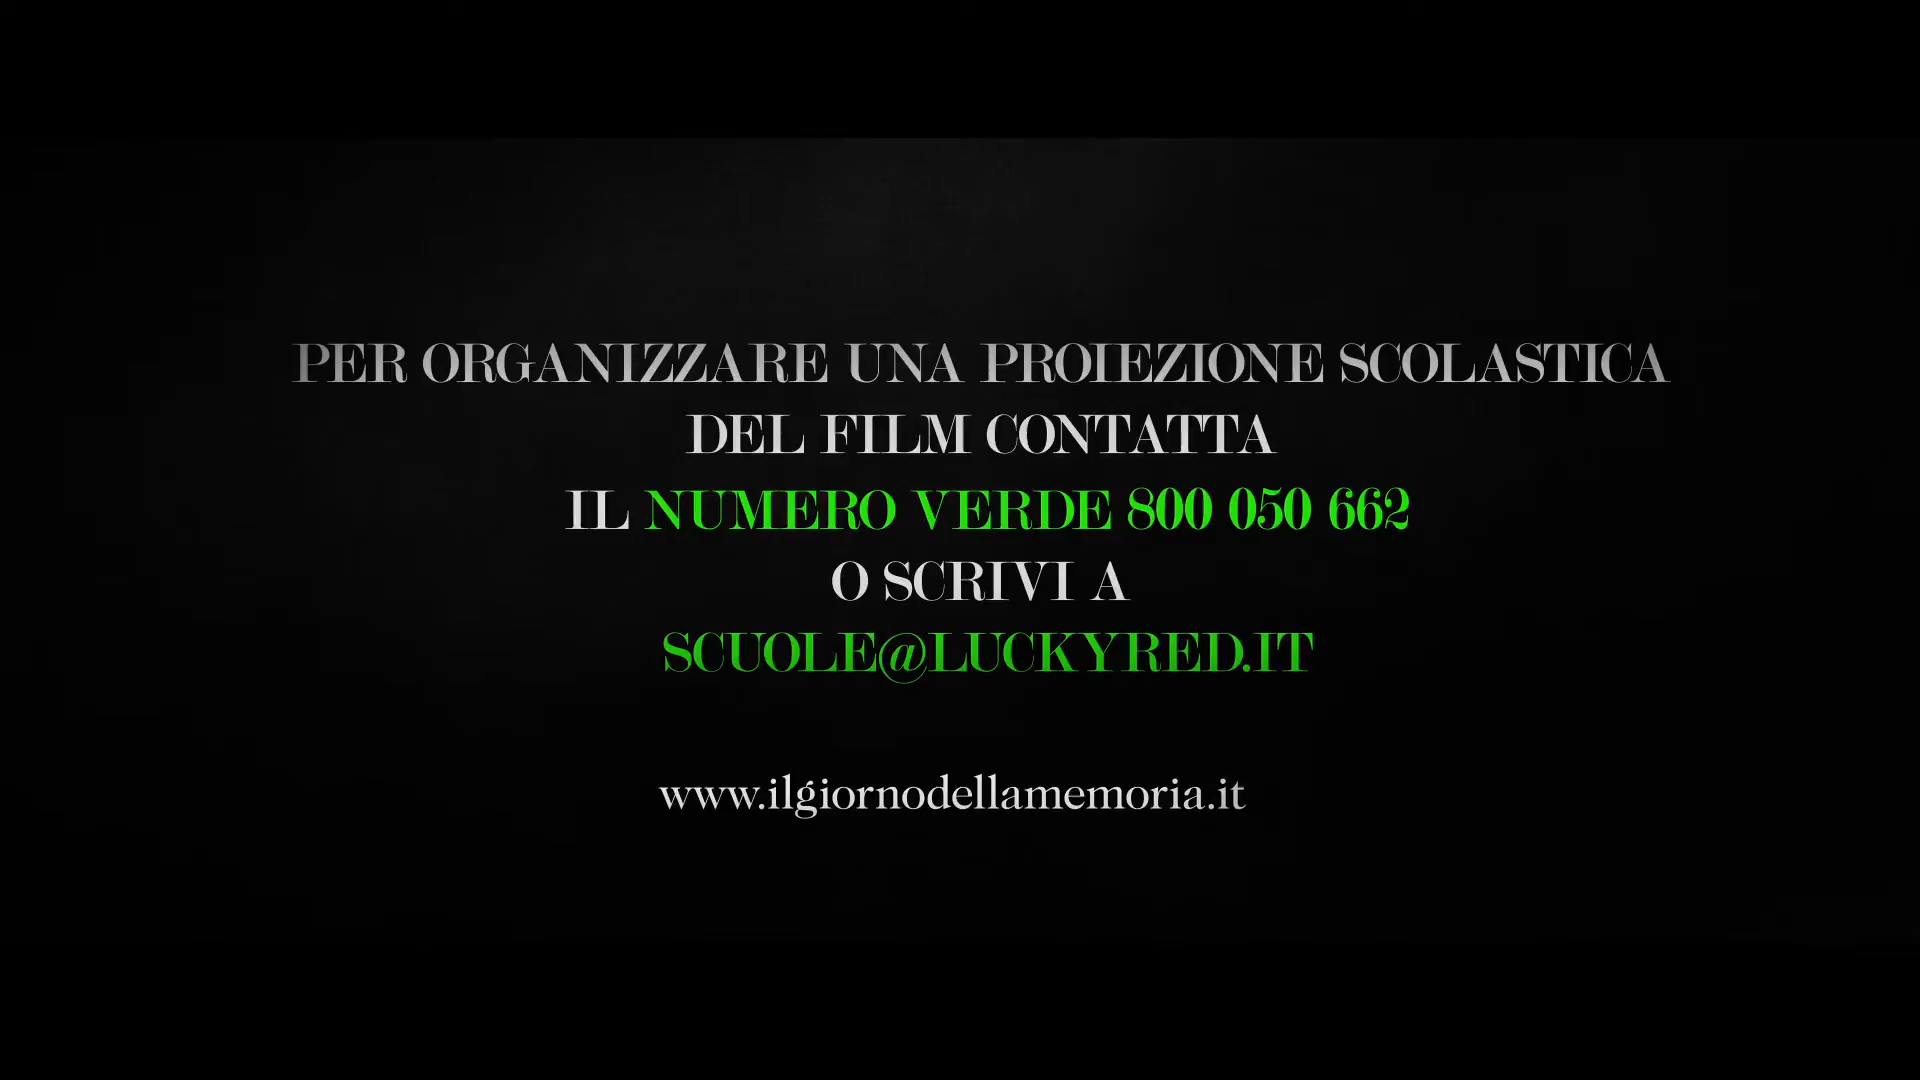 PER ORGANIZZARE UNA PROIEZIONE SCOLASTICA
DEL FILM CONTATTA
IL NUMERO VERDE 800 050 662
O SCRIVI A
SCUOLE@LUCKYRED.IT
www.ilgiornodellamemoria.it